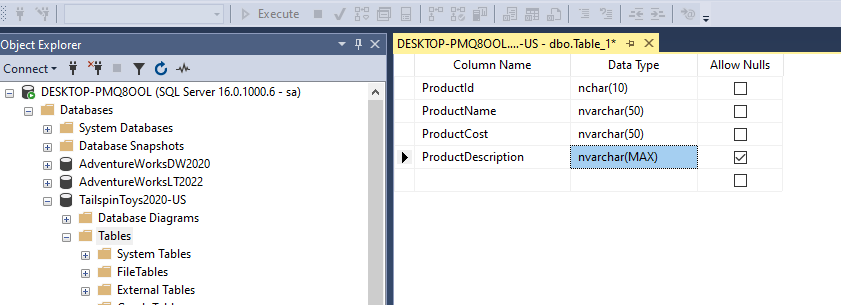 Execute
Object Explorer
Connect
DESKTOP-PMQ8OOL (SQL Server 16.0.1000.6 - sa)
Databases
System Databases
Database Snapshots
AdventureWorksDW2020
AdventureWorksLT2022
TailspinToys2020-US
Database Diagrams
Tables
System Tables
FileTables
External Tables
DESKTOP-PMQ8OOL....-US - dbo.Table_1*
Column Name Data Type Allow Nulls
ProductId nchar(10)
ProductName nvarchar(50)
ProductCost nvarchar(50)
ProductDescription nvarchar(MAX)